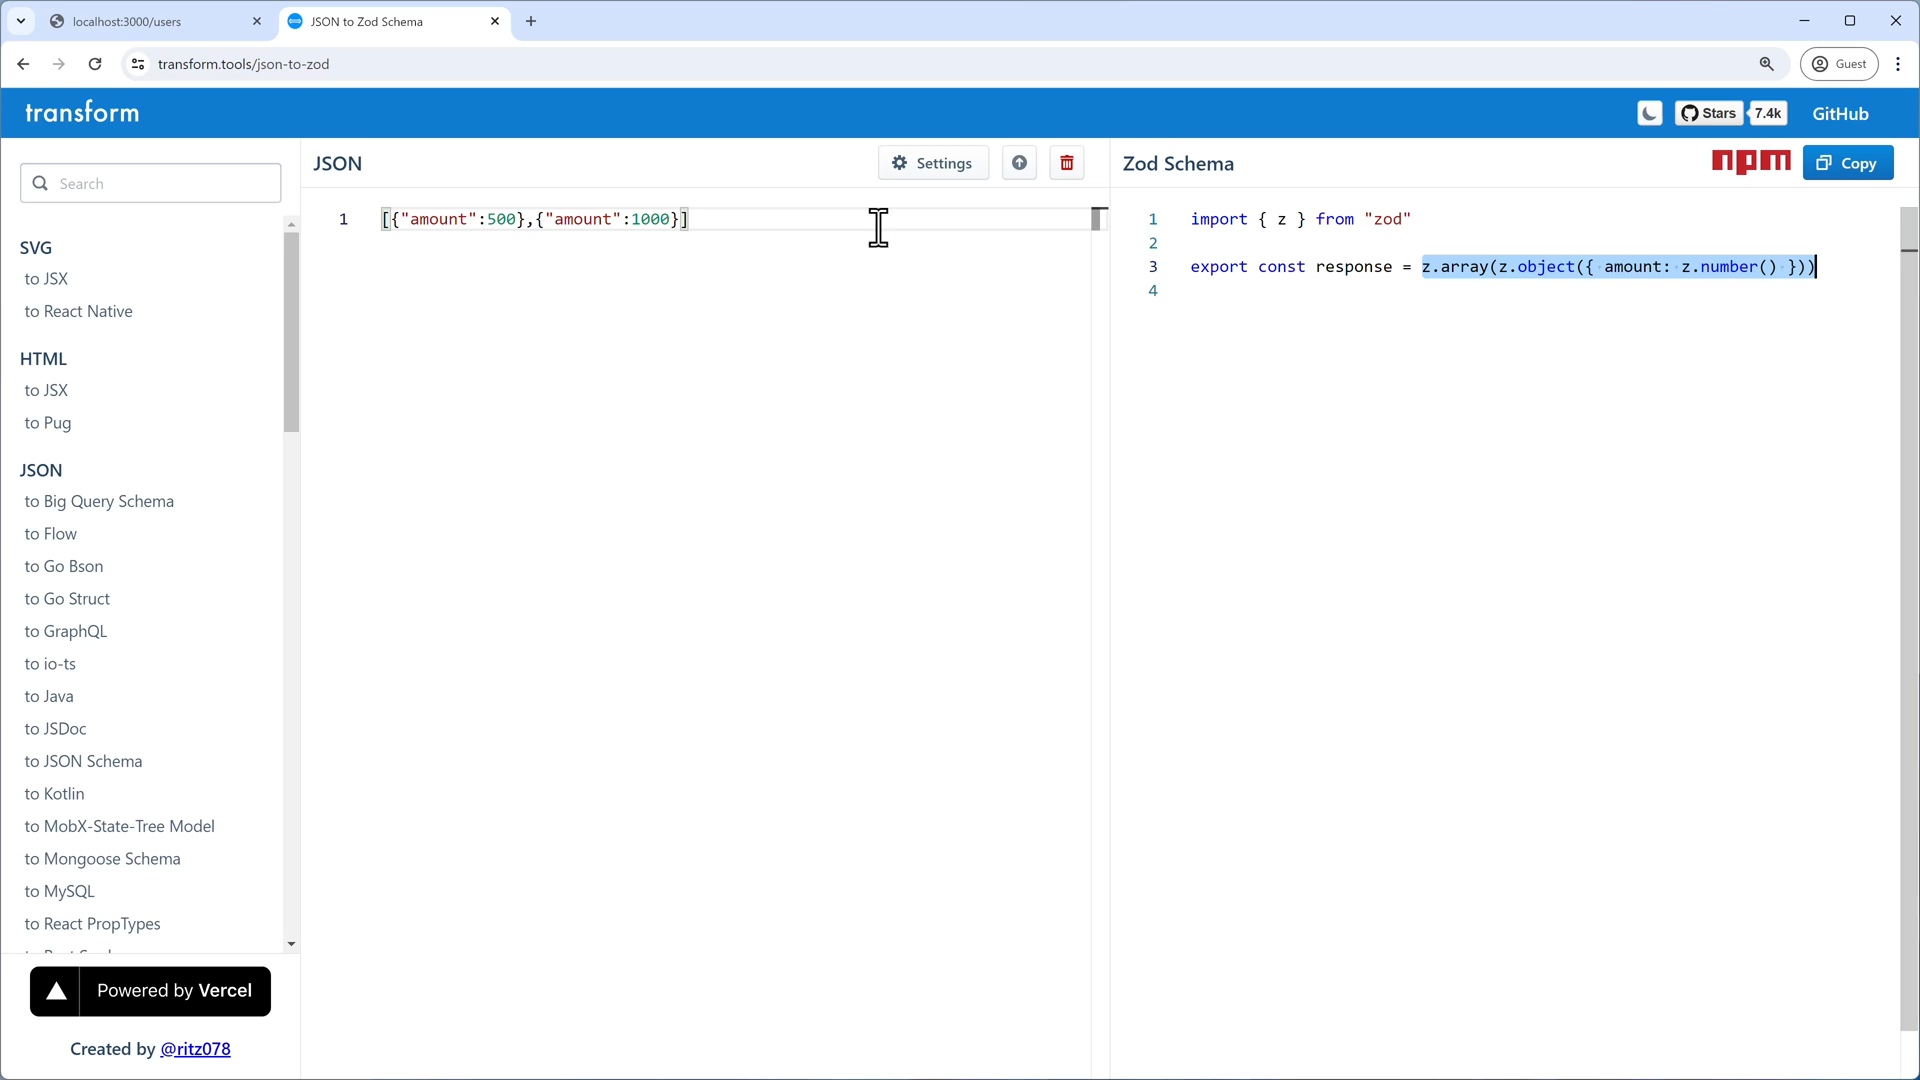 localhost:3000/users
JSON to Zod Schema
transform.tools/json-to-zod
Guest
transform
Stars
7.4k
GitHub
Search
SVG
to JSX
to React Native
HTML
to JSX
to Pug
JSON
to Big Query Schema
to Flow
to Go Bson
to Go Struct
to GraphQL
to io-ts
to Java
to JSDoc
to JSON Schema
to Kotlin
to MobX-State-Tree Model
to Mongoose Schema
to MySQL
to React PropTypes
Powered by Vercel
Created by @ritz078
JSON
Settings
1 [{"amount":500},{"amount":1000}]
Zod Schema
npm
Copy
1 import { z } from "zod"
2
3 export const response = z.array(z.object({ amount: z.number() }))
4